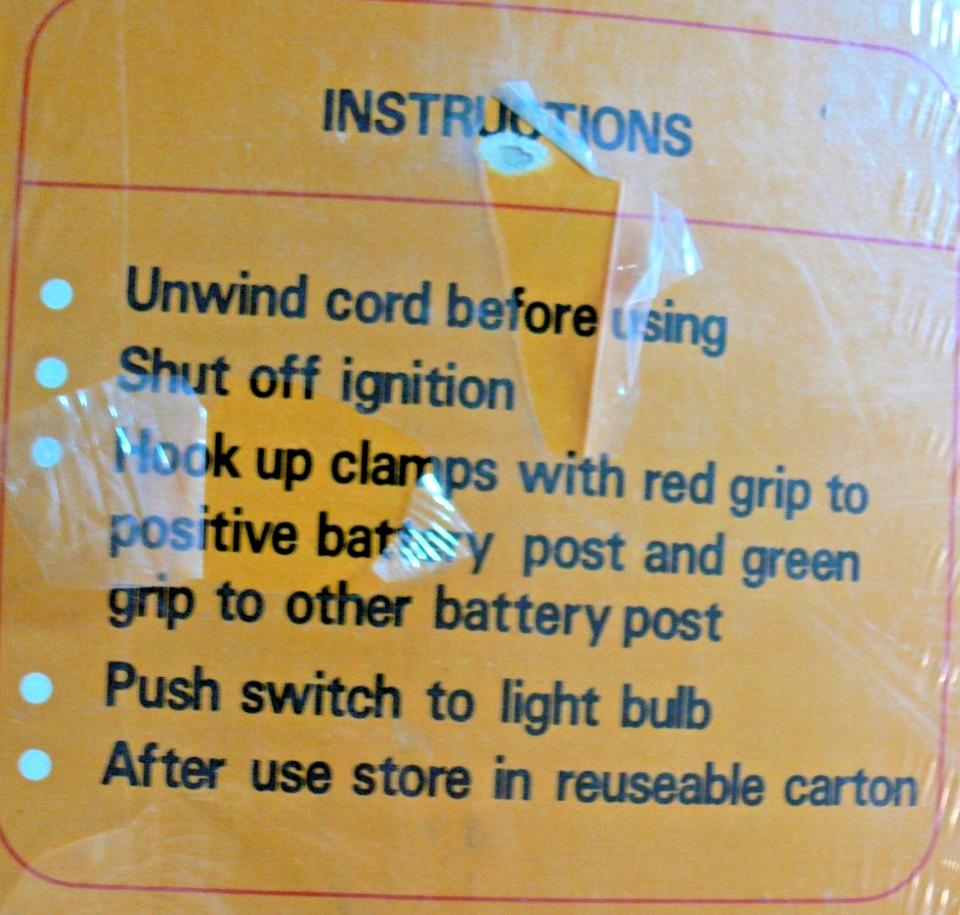 INSTRUCTIONS
Unwind cord before using
Shut off ignition
Hook up clamps with red grip to
positive battery post and green
grip to other battery post
Push switch to light bulb
After use store in reuseable carton